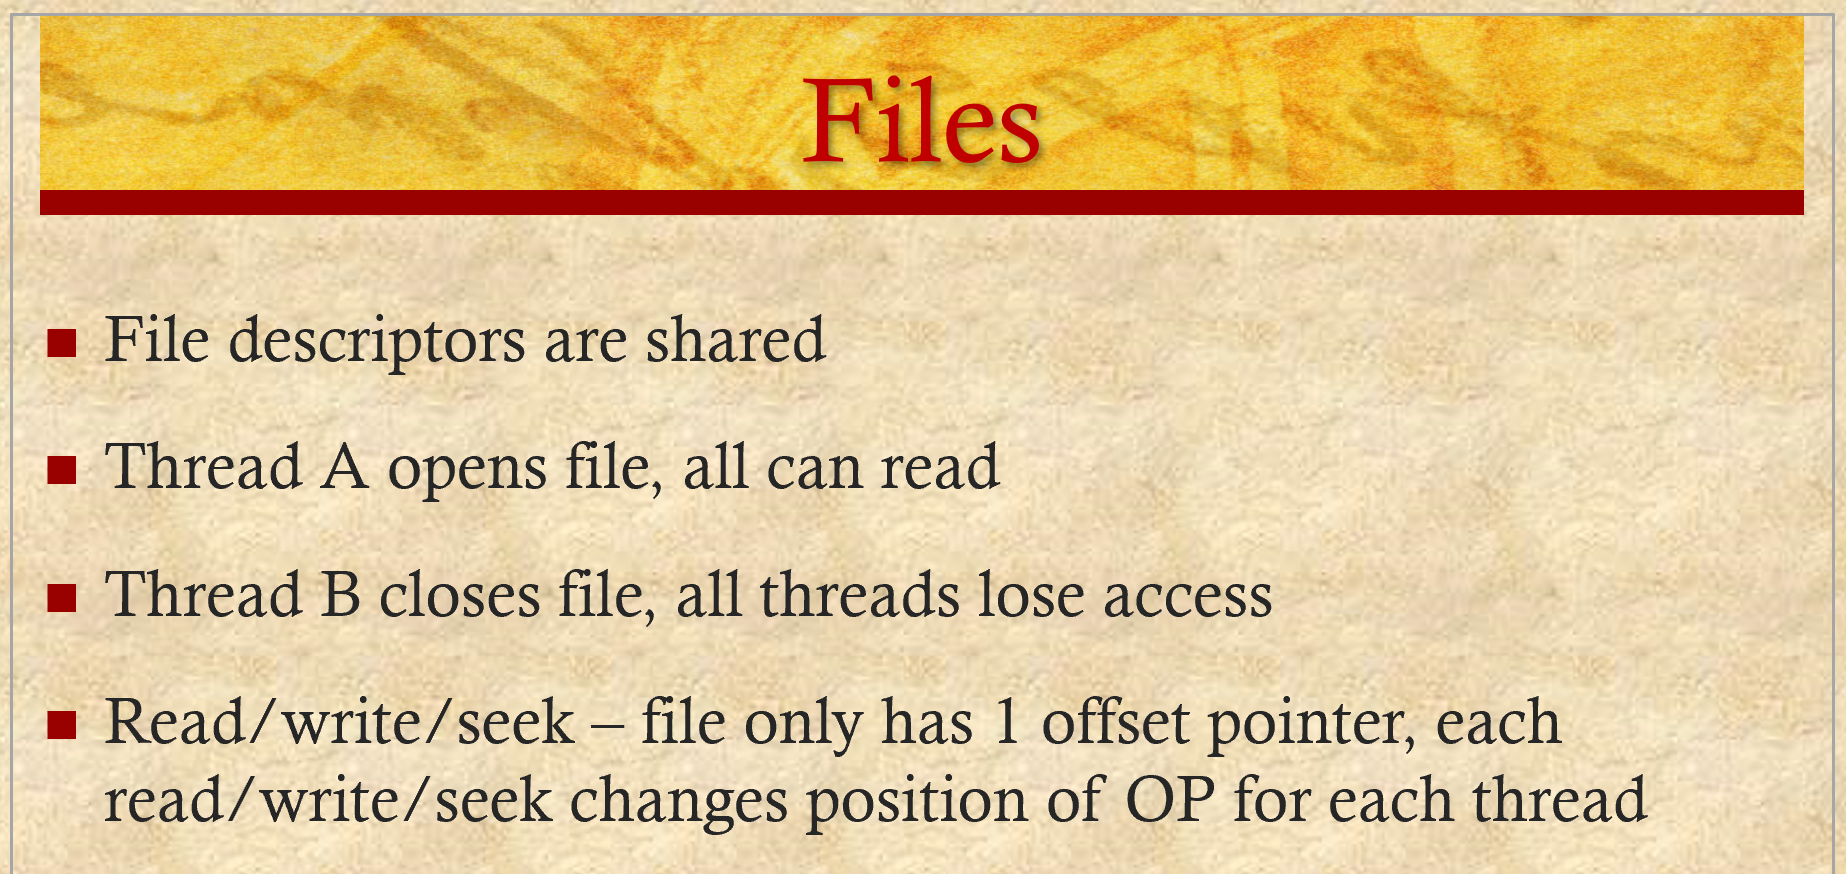 Files
File descriptors are shared
Thread A opens file, all can read
Thread B closes file, all threads lose access
Read/write/seek – file only has 1 offset pointer, each
read/write/seek changes position of OP for each thread